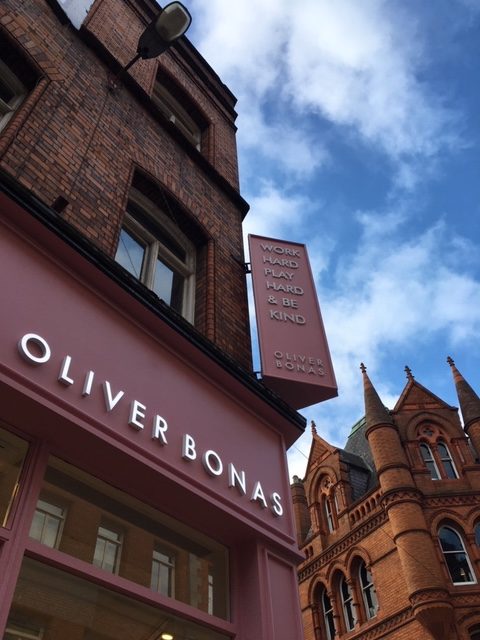 WORK
HARD
PLAY
HARD
& BE
KIND
OLIVER
BONAS
OLIVER BONAS